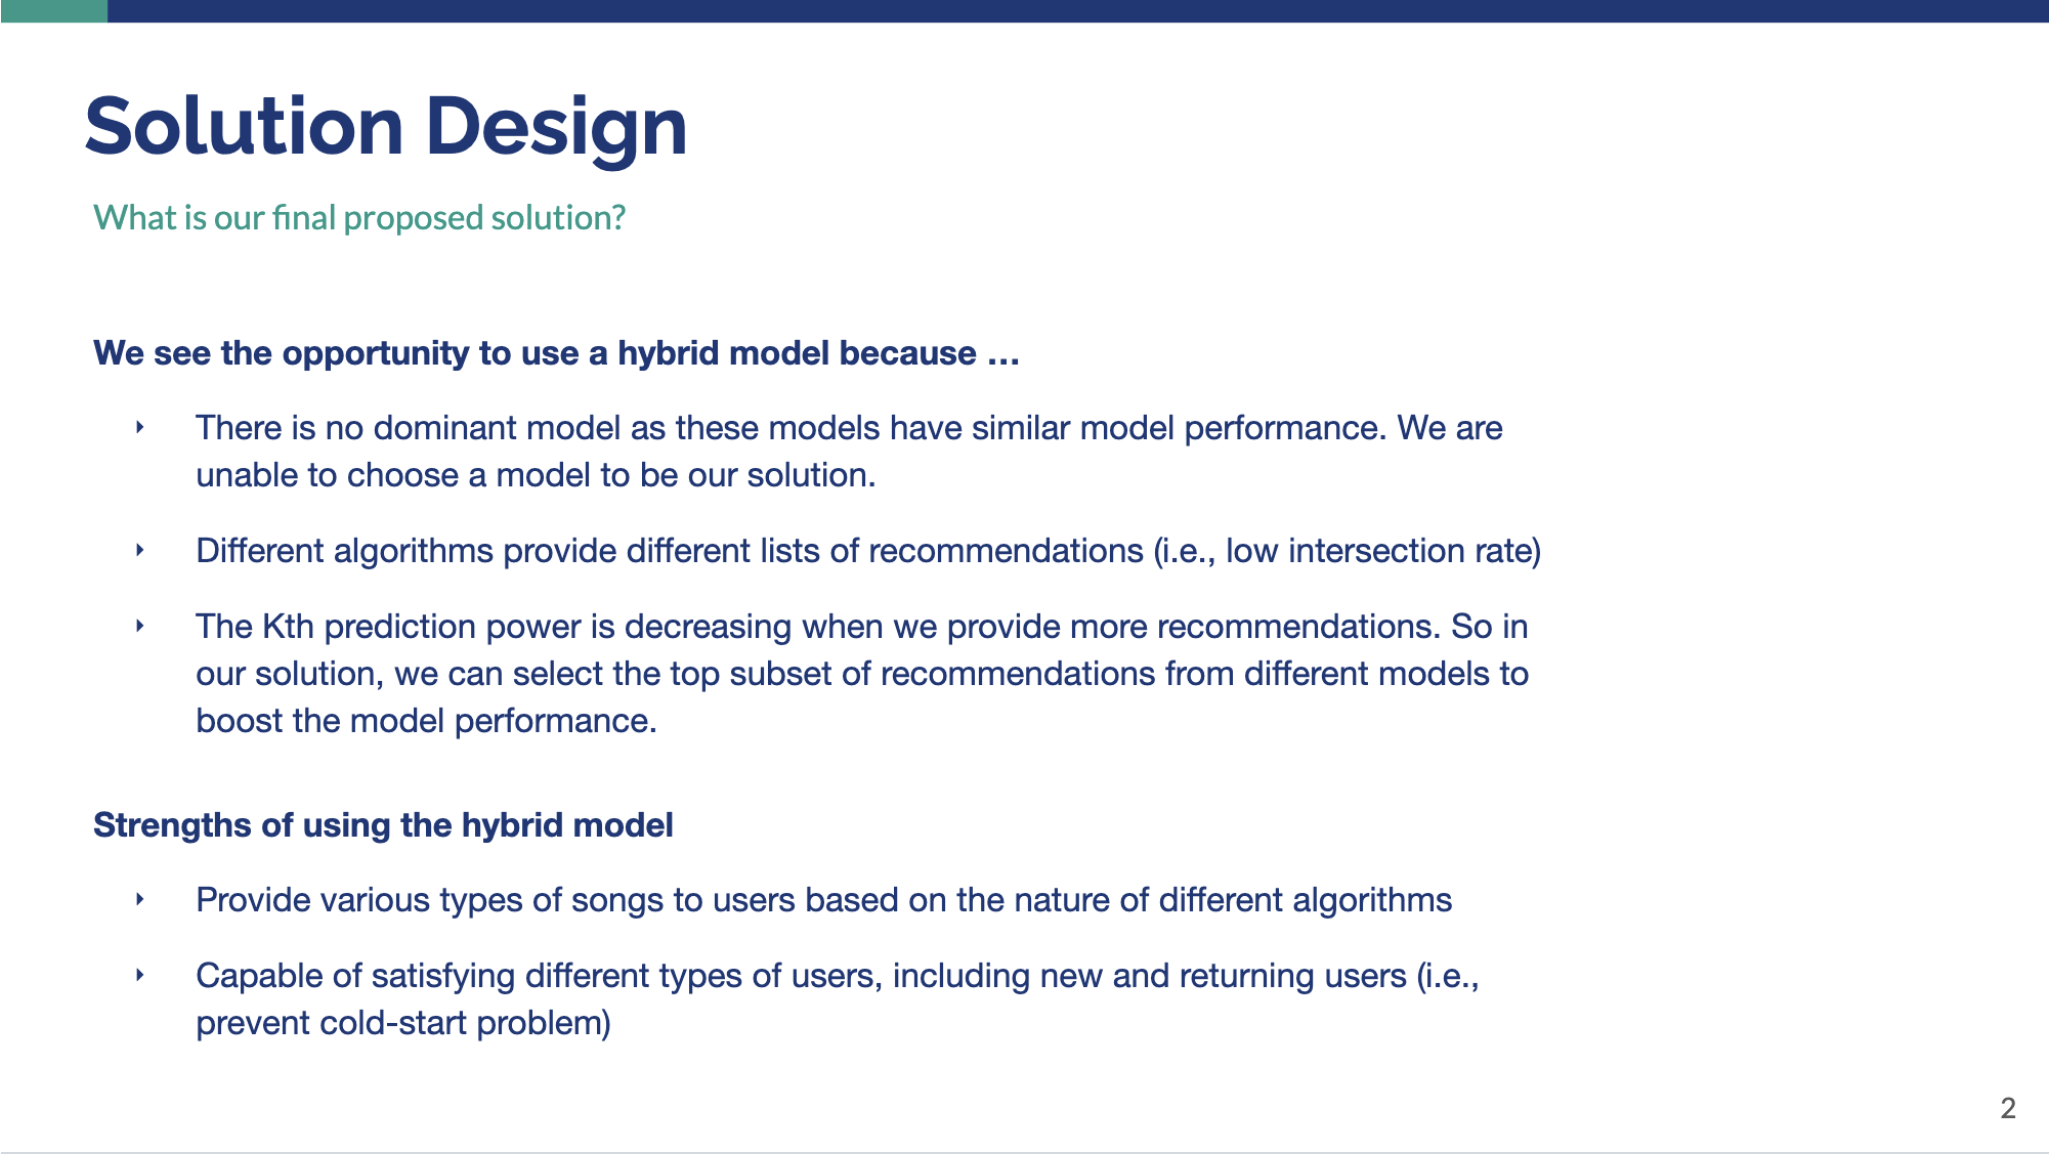 Solution Design
What is our final proposed solution?
We see the opportunity to use a hybrid model because ...
‣ There is no dominant model as these models have similar model performance. We are
unable to choose a model to be our solution.
‣ Different algorithms provide different lists of recommendations (i.e., low intersection rate)
‣ The Kth prediction power is decreasing when we provide more recommendations. So in
our solution, we can select the top subset of recommendations from different models to
boost the model performance.
Strengths of using the hybrid model
‣ Provide various types of songs to users based on the nature of different algorithms
‣ Capable of satisfying different types of users, including new and returning users (i.e.,
prevent cold-start problem)
2